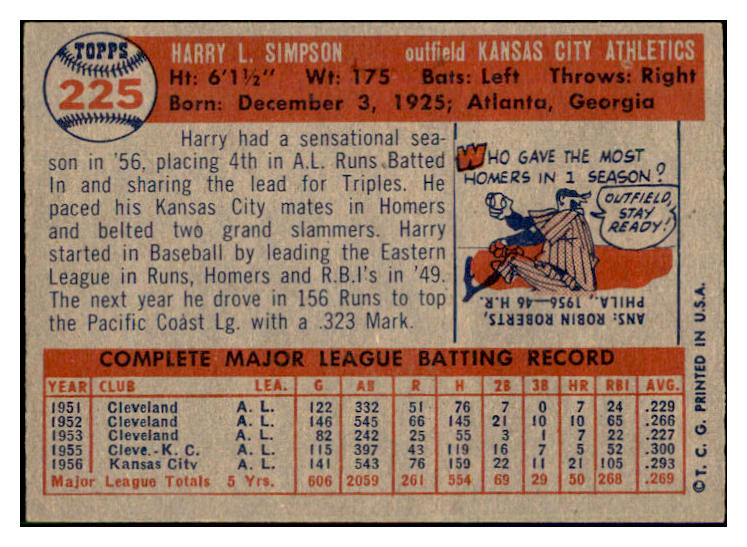 TOPPS
225
HARRY L. SIMPSON outfield KANSAS CITY ATHLETICS
Ht: 6'1½" Wt: 175 Bats: Left Throws: Right
Born: December 3, 1925; Atlanta, Georgia
Harry had a sensational sea-
son in '56, placing 4th in A.L. Runs Batted
In and sharing the lead for Triples. He
paced his Kansas City mates in Homers
and belted two grand slammers. Harry
started in Baseball by leading the Eastern
League in Runs, Homers and R.B.I's in '49.
The next year he drove in 156 Runs to top
the Pacific Coast Lg. with a .323 Mark.
WHO GAVE THE MOST
HOMERS IN 1 SEASON?
OUTFIELD,
STAY
READY!
ANS: ROBIN ROBERTS,
PHILA., 1956—46 H.R.
COMPLETE MAJOR LEAGUE BATTING RECORD
YEAR CLUB LEA. G AB R H 2B 3B HR RBI AVG.
1951 Cleveland A. L. 122 332 51 76 7 0 7 24 .229
1952 Cleveland A. L. 146 545 66 145 21 10 10 65 .266
1953 Cleveland A. L. 82 242 25 55 3 1 7 22 .227
1955 Cleve.-K. C. A. L. 115 397 43 119 16 7 5 52 .300
1956 Kansas City A. L. 141 543 76 159 22 11 21 105 .293
Major League Totals 5 Yrs. 606 2059 261 554 69 29 50 268 .269
©T. C. G. PRINTED IN U.S.A.